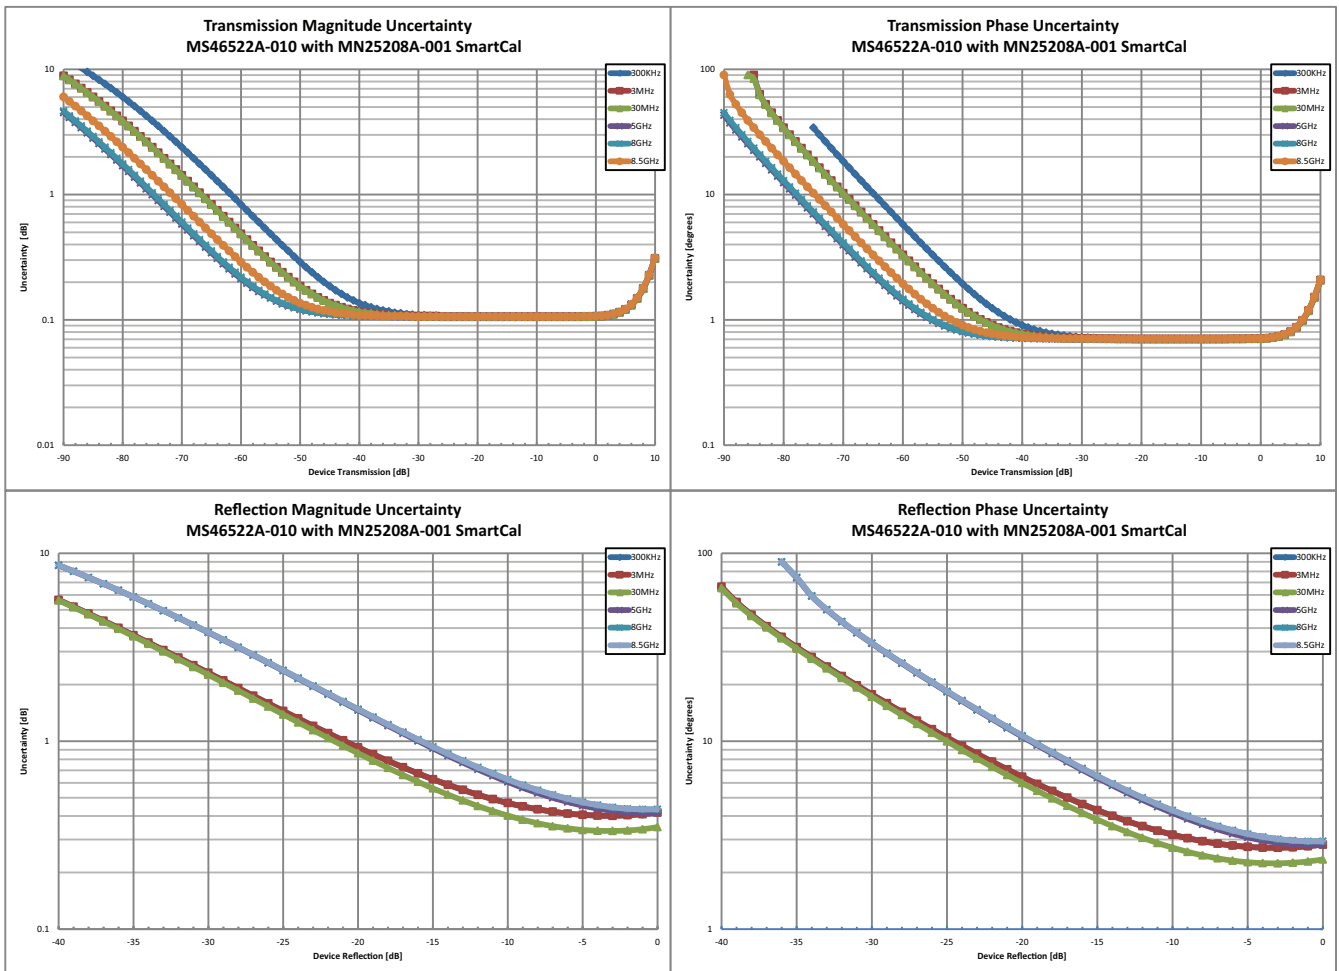 Transmission Magnitude Uncertainty
MS46522A-010 with MN25208A-001 SmartCal
10
1
0.1
0.01
Uncertainty [dB]
-90 -80 -70 -60 -50 -40 -30 -20 -10 0 10
Device Transmission [dB]
300KHz
3MHz
30MHz
5GHz
8GHz
8.5GHz
Transmission Phase Uncertainty
MS46522A-010 with MN25208A-001 SmartCal
100
10
1
0.1
Uncertainty [degrees]
-90 -80 -70 -60 -50 -40 -30 -20 -10 0 10
Device Transmission [dB]
300KHz
3MHz
30MHz
5GHz
8GHz
8.5GHz
Reflection Magnitude Uncertainty
MS46522A-010 with MN25208A-001 SmartCal
10
1
0.1
Uncertainty [dB]
-40 -35 -30 -25 -20 -15 -10 -5 0
Device Reflection [dB]
300KHz
3MHz
30MHz
5GHz
8GHz
8.5GHz
Reflection Phase Uncertainty
MS46522A-010 with MN25208A-001 SmartCal
100
10
1
Uncertainty [degrees]
-40 -35 -30 -25 -20 -15 -10 -5 0
Device Reflection [dB]
300KHz
3MHz
30MHz
5GHz
8GHz
8.5GHz